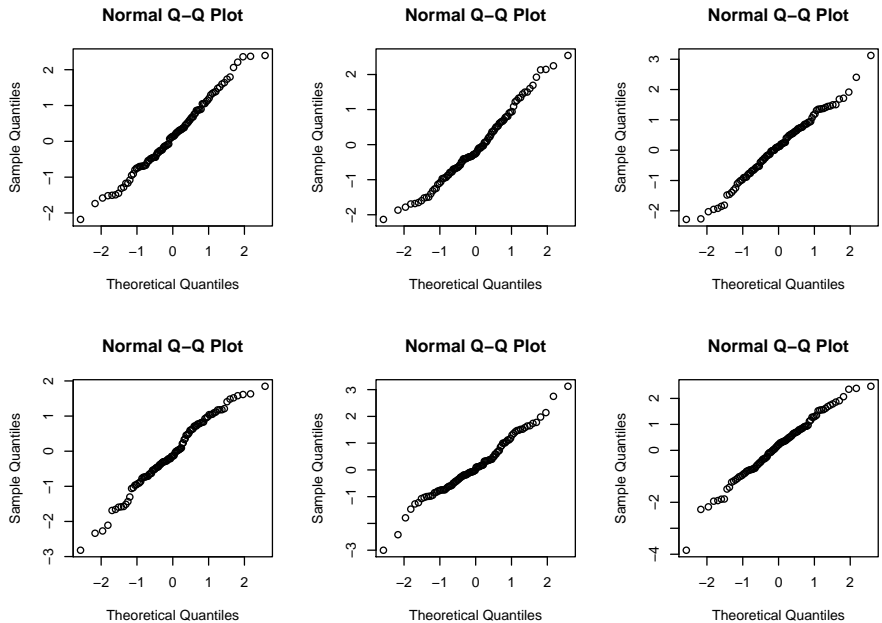 Normal Q−Q Plot
Sample Quantiles
2
1
0
−1
−2
−2 −1 0 1 2
Theoretical Quantiles
Normal Q−Q Plot
Sample Quantiles
2
1
0
−1
−2
−2 −1 0 1 2
Theoretical Quantiles
Normal Q−Q Plot
Sample Quantiles
3
2
1
0
−1
−2
−2 −1 0 1 2
Theoretical Quantiles
Normal Q−Q Plot
Sample Quantiles
2
1
0
−1
−2
−3
−2 −1 0 1 2
Theoretical Quantiles
Normal Q−Q Plot
Sample Quantiles
3
2
1
0
−1
−3
−2 −1 0 1 2
Theoretical Quantiles
Normal Q−Q Plot
Sample Quantiles
2
0
−2
−4
−2 −1 0 1 2
Theoretical Quantiles